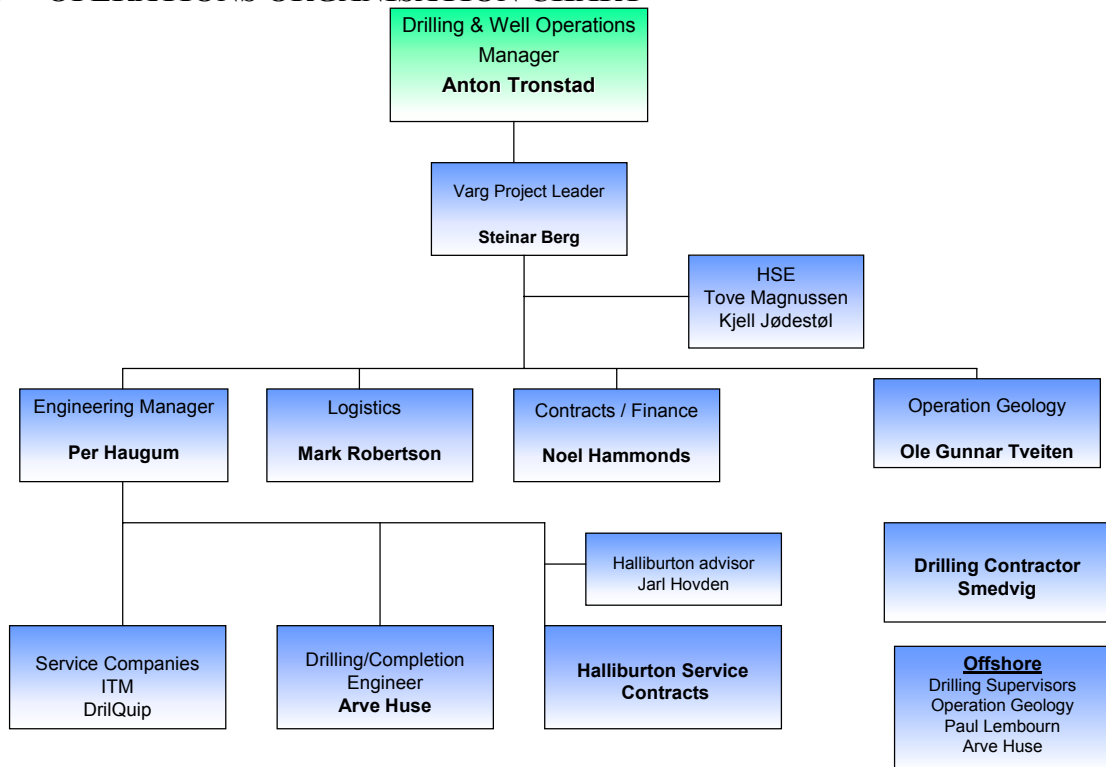 OPERATIONS ORGANISATION CHART
Drilling & Well Operations
Manager
Anton Tronstad
Varg Project Leader
Steinar Berg
HSE
Tove Magnussen
Kjell Jødestøl
Engineering Manager
Per Haugum
Logistics
Mark Robertson
Contracts / Finance
Noel Hammonds
Operation Geology
Ole Gunnar Tveiten
Halliburton advisor
Jarl Hovden
Drilling Contractor
Smedvig
Service Companies
ITM
DrilQuip
Drilling/Completion
Engineer
Arve Huse
Halliburton Service
Contracts
Offshore
Drilling Supervisors
Operation Geology
Paul Lembourn
Arve Huse